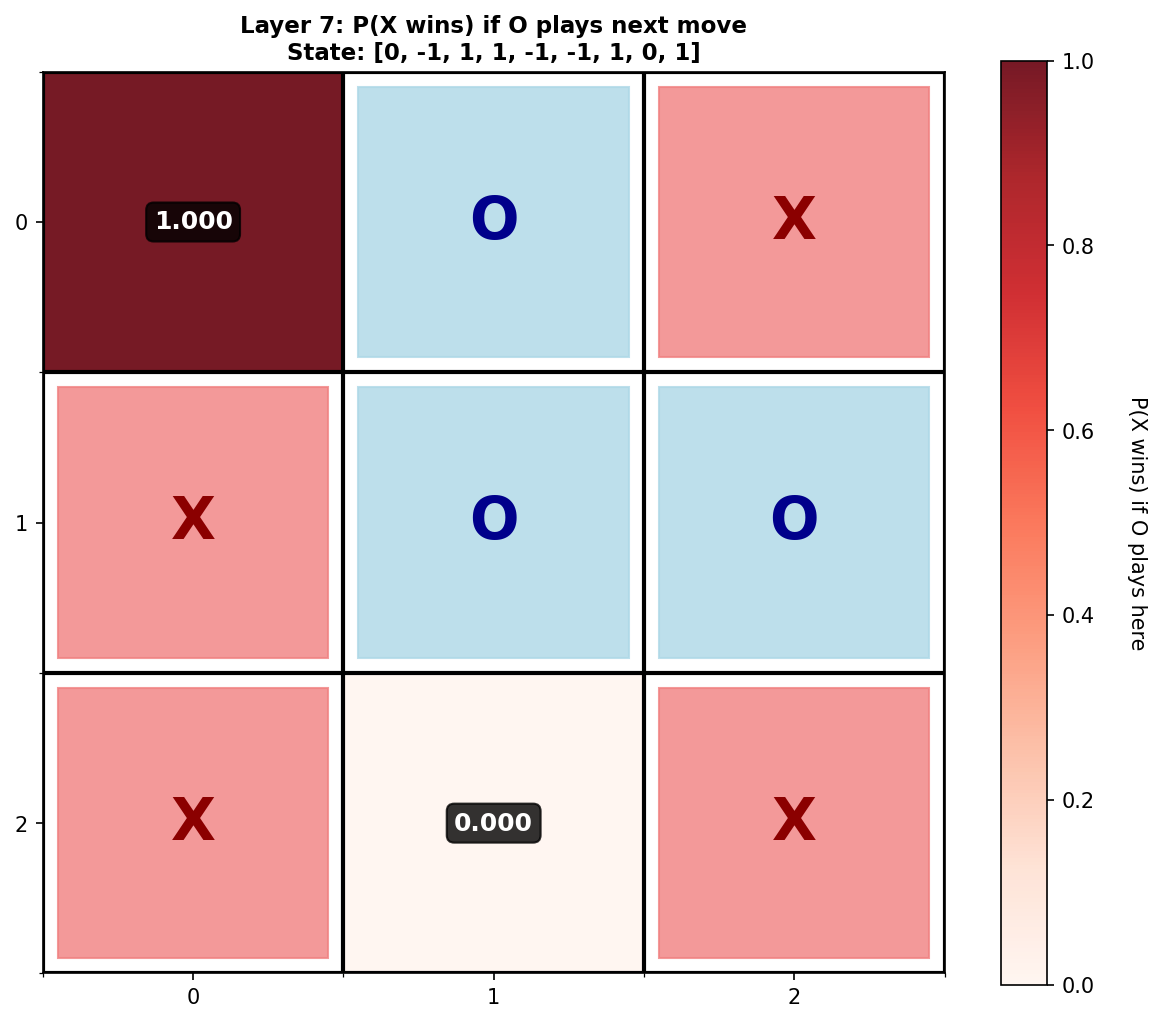 Layer 7: P(X wins) if O plays next move
State: [0, -1, 1, 1, -1, -1, 1, 0, 1]
0
1.000
O
X
1
X
O
O
2
X
0.000
X
0
1
2
1.0
0.8
0.6
0.4
0.2
0.0
P(X wins) if O plays here